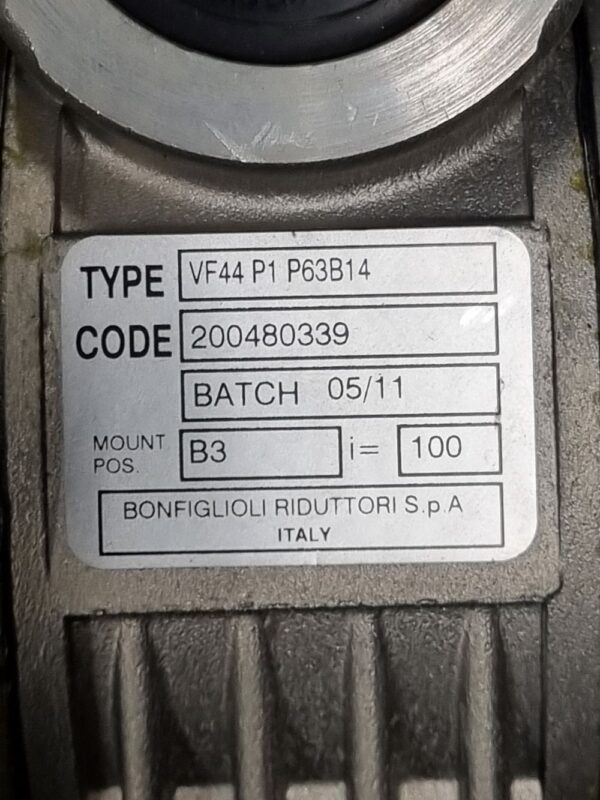 TYPE VF44 P1 P63B14
CODE 200480339
BATCH 05/11
MOUNT POS. B3 i= 100
BONFIGLIOLI RIDUTTORI S.p.A
ITALY